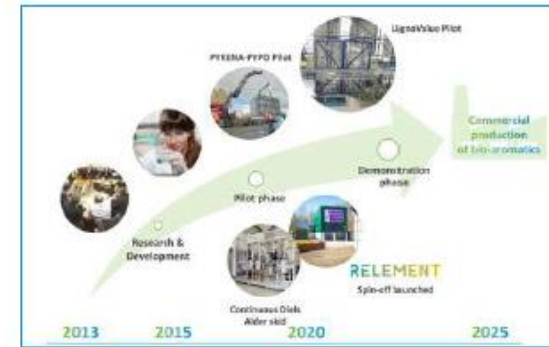 LignoValue Pilot
PYRENA-PYPO Pilot
Commercial
production
of bio-aromatics
Demonstration
phase
Pilot phase
Research &
Development
RELEMENT
Spin-off launched
Continuous Diels
Alder skid
2013
2015
2020
2025